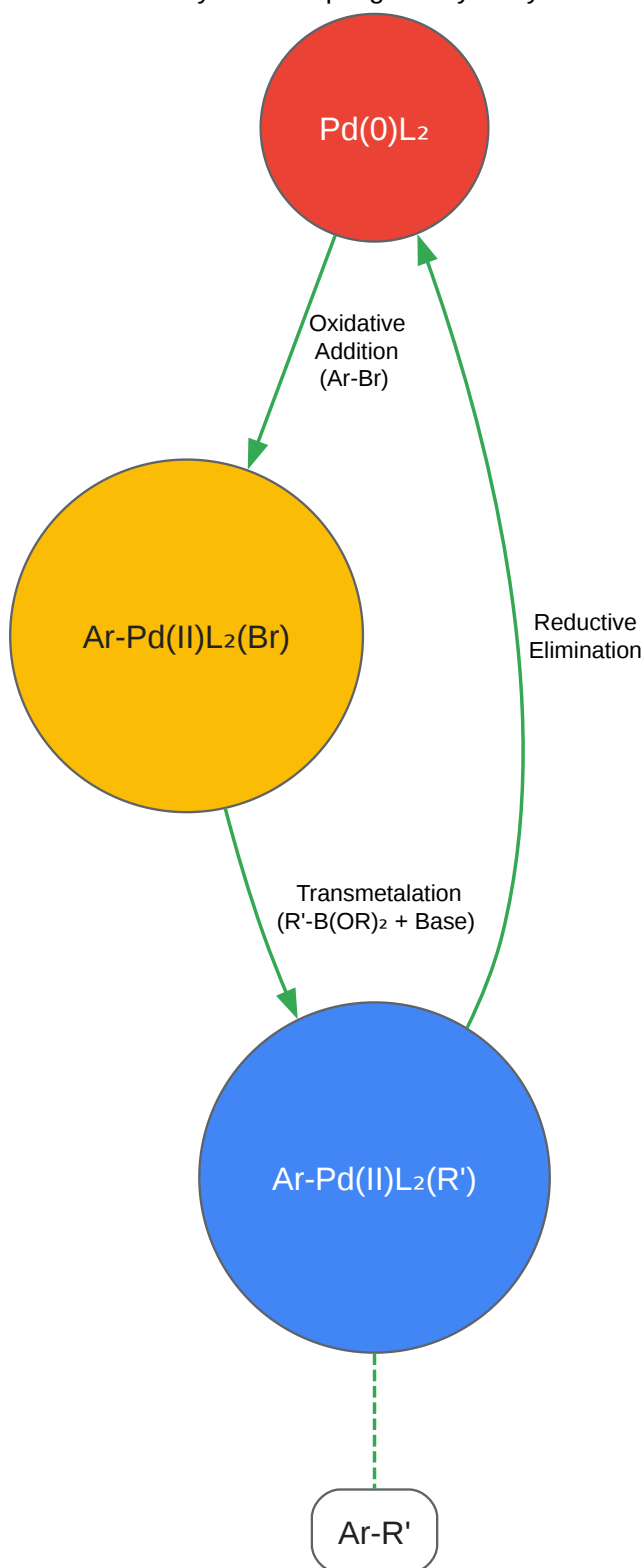 Pd(0)L₂
Oxidative
Addition
(Ar-Br)
Ar-Pd(II)L₂(Br)
Reductive
Elimination
Transmetalation
(R'-B(OR)₂ + Base)
Ar-Pd(II)L₂(R')
Ar-R'